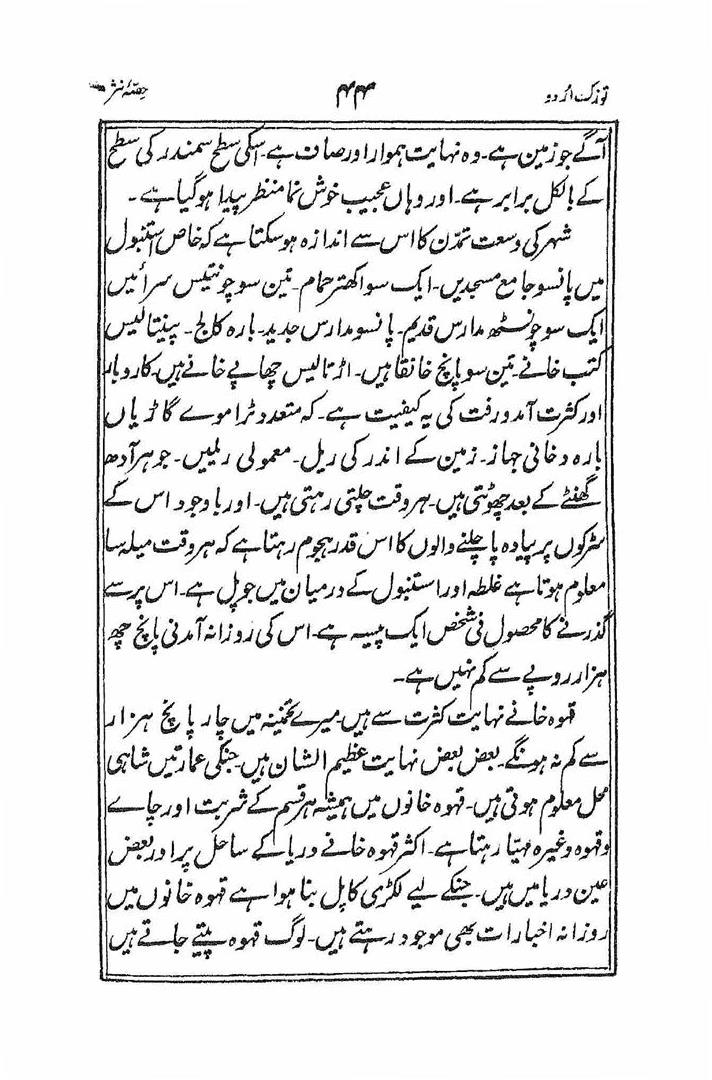 توزک اُردو ۴۴ حصّۂ نثر
آگے جو زمین ہے۔ وہ نہایت ہموار اور صاف ہے۔ اسکی سطح سمندر کی سطح
کے بالکل برابر ہے۔ اور وہاں عجیب خوش نما منظر پیدا ہو گیا ہے۔
شہر کی وسعت تمدّن کا اس سے اندازہ ہو سکتا ہے کہ خاص استنبول
میں پانسو جامع مسجدیں۔ ایک سو اکھتر حمام۔ تین سو چونتیس سرائیں
ایک سو چونسٹھ مدارس قدیم۔ پانسو مدارس جدید۔ بارہ کالج۔ پینتالیس
کتب خانے۔ تین سو پانچ خانقاہیں۔ اڑتالیس چھاپے خانے ہیں۔ کاروبار
اور کثرت آمد و رفت کی یہ کیفیت ہے۔ کہ متعدد ٹراموے گاڑیاں
بارہ دخانی جہاز۔ زمین کے اندر کی ریل۔ معمولی ریلیں۔ جو ہر آدھ
گھنٹے کے بعد چھوٹتی ہیں۔ ہر وقت چلتی رہتی ہیں۔ اور باوجود اس کے
سڑکوں پر پیادہ پا چلنے والوں کا اس قدر ہجوم رہتا ہے کہ ہر وقت میلہ سا
معلوم ہوتا ہے غلطہ اور استنبول کے درمیان میں جو پل ہے۔ اس پر سے
گذرنے کا محصول فی شخص ایک پیسہ ہے۔ اس کی روزانہ آمدنی پانچ چھ
ہزار روپے سے کم نہیں ہے۔
قہوہ خانے نہایت کثرت سے ہیں۔ میرے تخمینہ میں چار پانچ ہزار
سے کم نہ ہونگے۔ بعض بعض نہایت عظیم الشان ہیں۔ جنکی عمارتیں شاہی
محل معلوم ہوتی ہیں۔ قہوہ خانوں میں ہمیشہ ہر قسم کے شربت اور چاے
و قہوہ وغیرہ مہیّا رہتا ہے۔ اکثر قہوہ خانے دریا کے ساحل پر اور بعض
عین دریا میں ہیں۔ جنکے لیے لکڑی کا پل بنا ہوا ہے قہوہ خانوں میں
روزانہ اخبارات بھی موجود رہتے ہیں۔ لوگ قہوہ پیتے جاتے ہیں